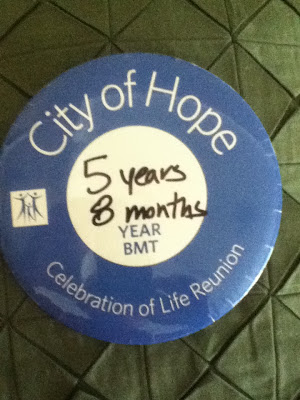 City of Hope
5 years
8 months
YEAR
BMT
Celebration of Life Reunion